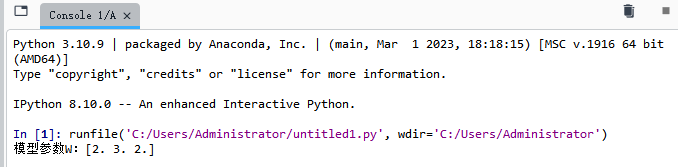 Console 1/A
Python 3.10.9 | packaged by Anaconda, Inc. | (main, Mar  1 2023, 18:18:15) [MSC v.1916 64 bit
(AMD64)]
Type "copyright", "credits" or "license" for more information.
IPython 8.10.0 -- An enhanced Interactive Python.
In [1]: runfile('C:/Users/Administrator/untitled1.py', wdir='C:/Users/Administrator')
模型参数W：[2. 3. 2.]